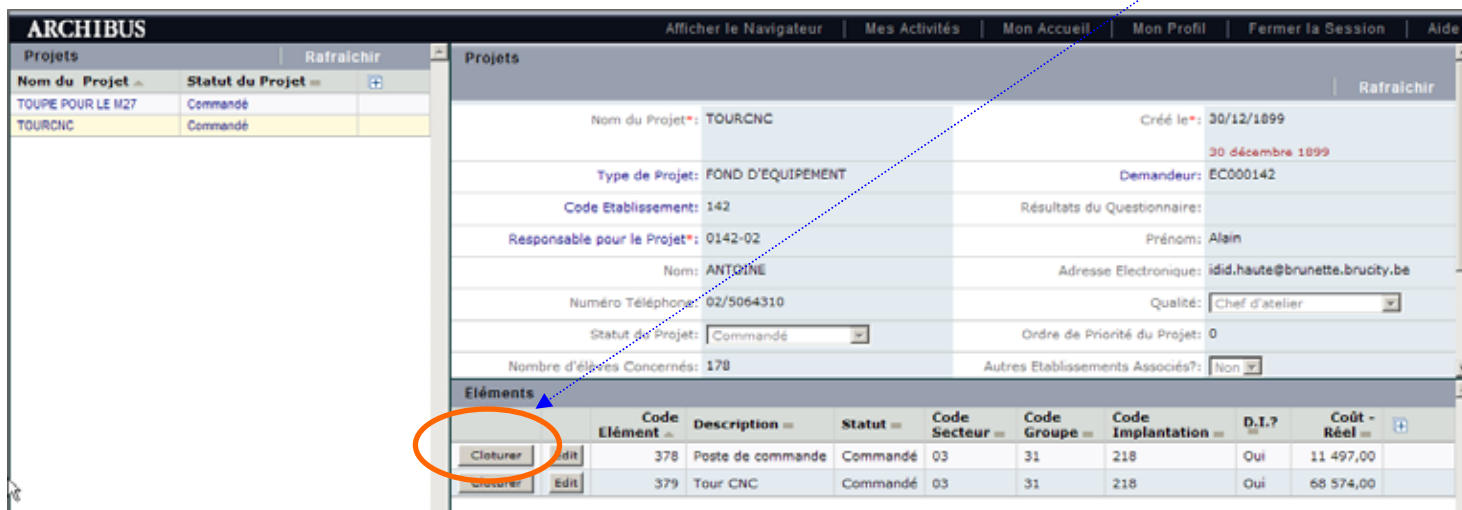 ARCHIBUS
Afficher le Navigateur | Mes Activités | Mon Accueil | Mon Profil | Fermer la Session | Aide
Projets | Rafraîchir
Nom du Projet Statut du Projet
TOUPIE POUR LE M27 Commandé
TOURCNC Commandé
Projets
| Rafraîchir
Nom du Projet*: TOURCNC Créé le*: 30/12/1899
30 décembre 1899
Type de Projet: FOND D'EQUIPEMENT Demandeur: EC000142
Code Etablissement: 142 Résultats du Questionnaire:
Responsable pour le Projet*: 0142-02 Prénom: Alain
Nom: ANTOINE Adresse Electronique: idid.haute@brunette.brucity.be
Numéro Téléphone: 02/5064310 Qualité: Chef d'atelier
Statut du Projet: Commandé Ordre de Priorité du Projet: 0
Nombre d'élèves Concernés: 178 Autres Etablissements Associés?: Non
Eléments
Code Elément Description Statut Code Secteur Code Groupe Code Implantation D.I.? Coût - Réel
Cloturer Edit 378 Poste de commande Commandé 03 31 218 Oui 11 497,00
Cloturer Edit 379 Tour CNC Commandé 03 31 218 Oui 68 574,00